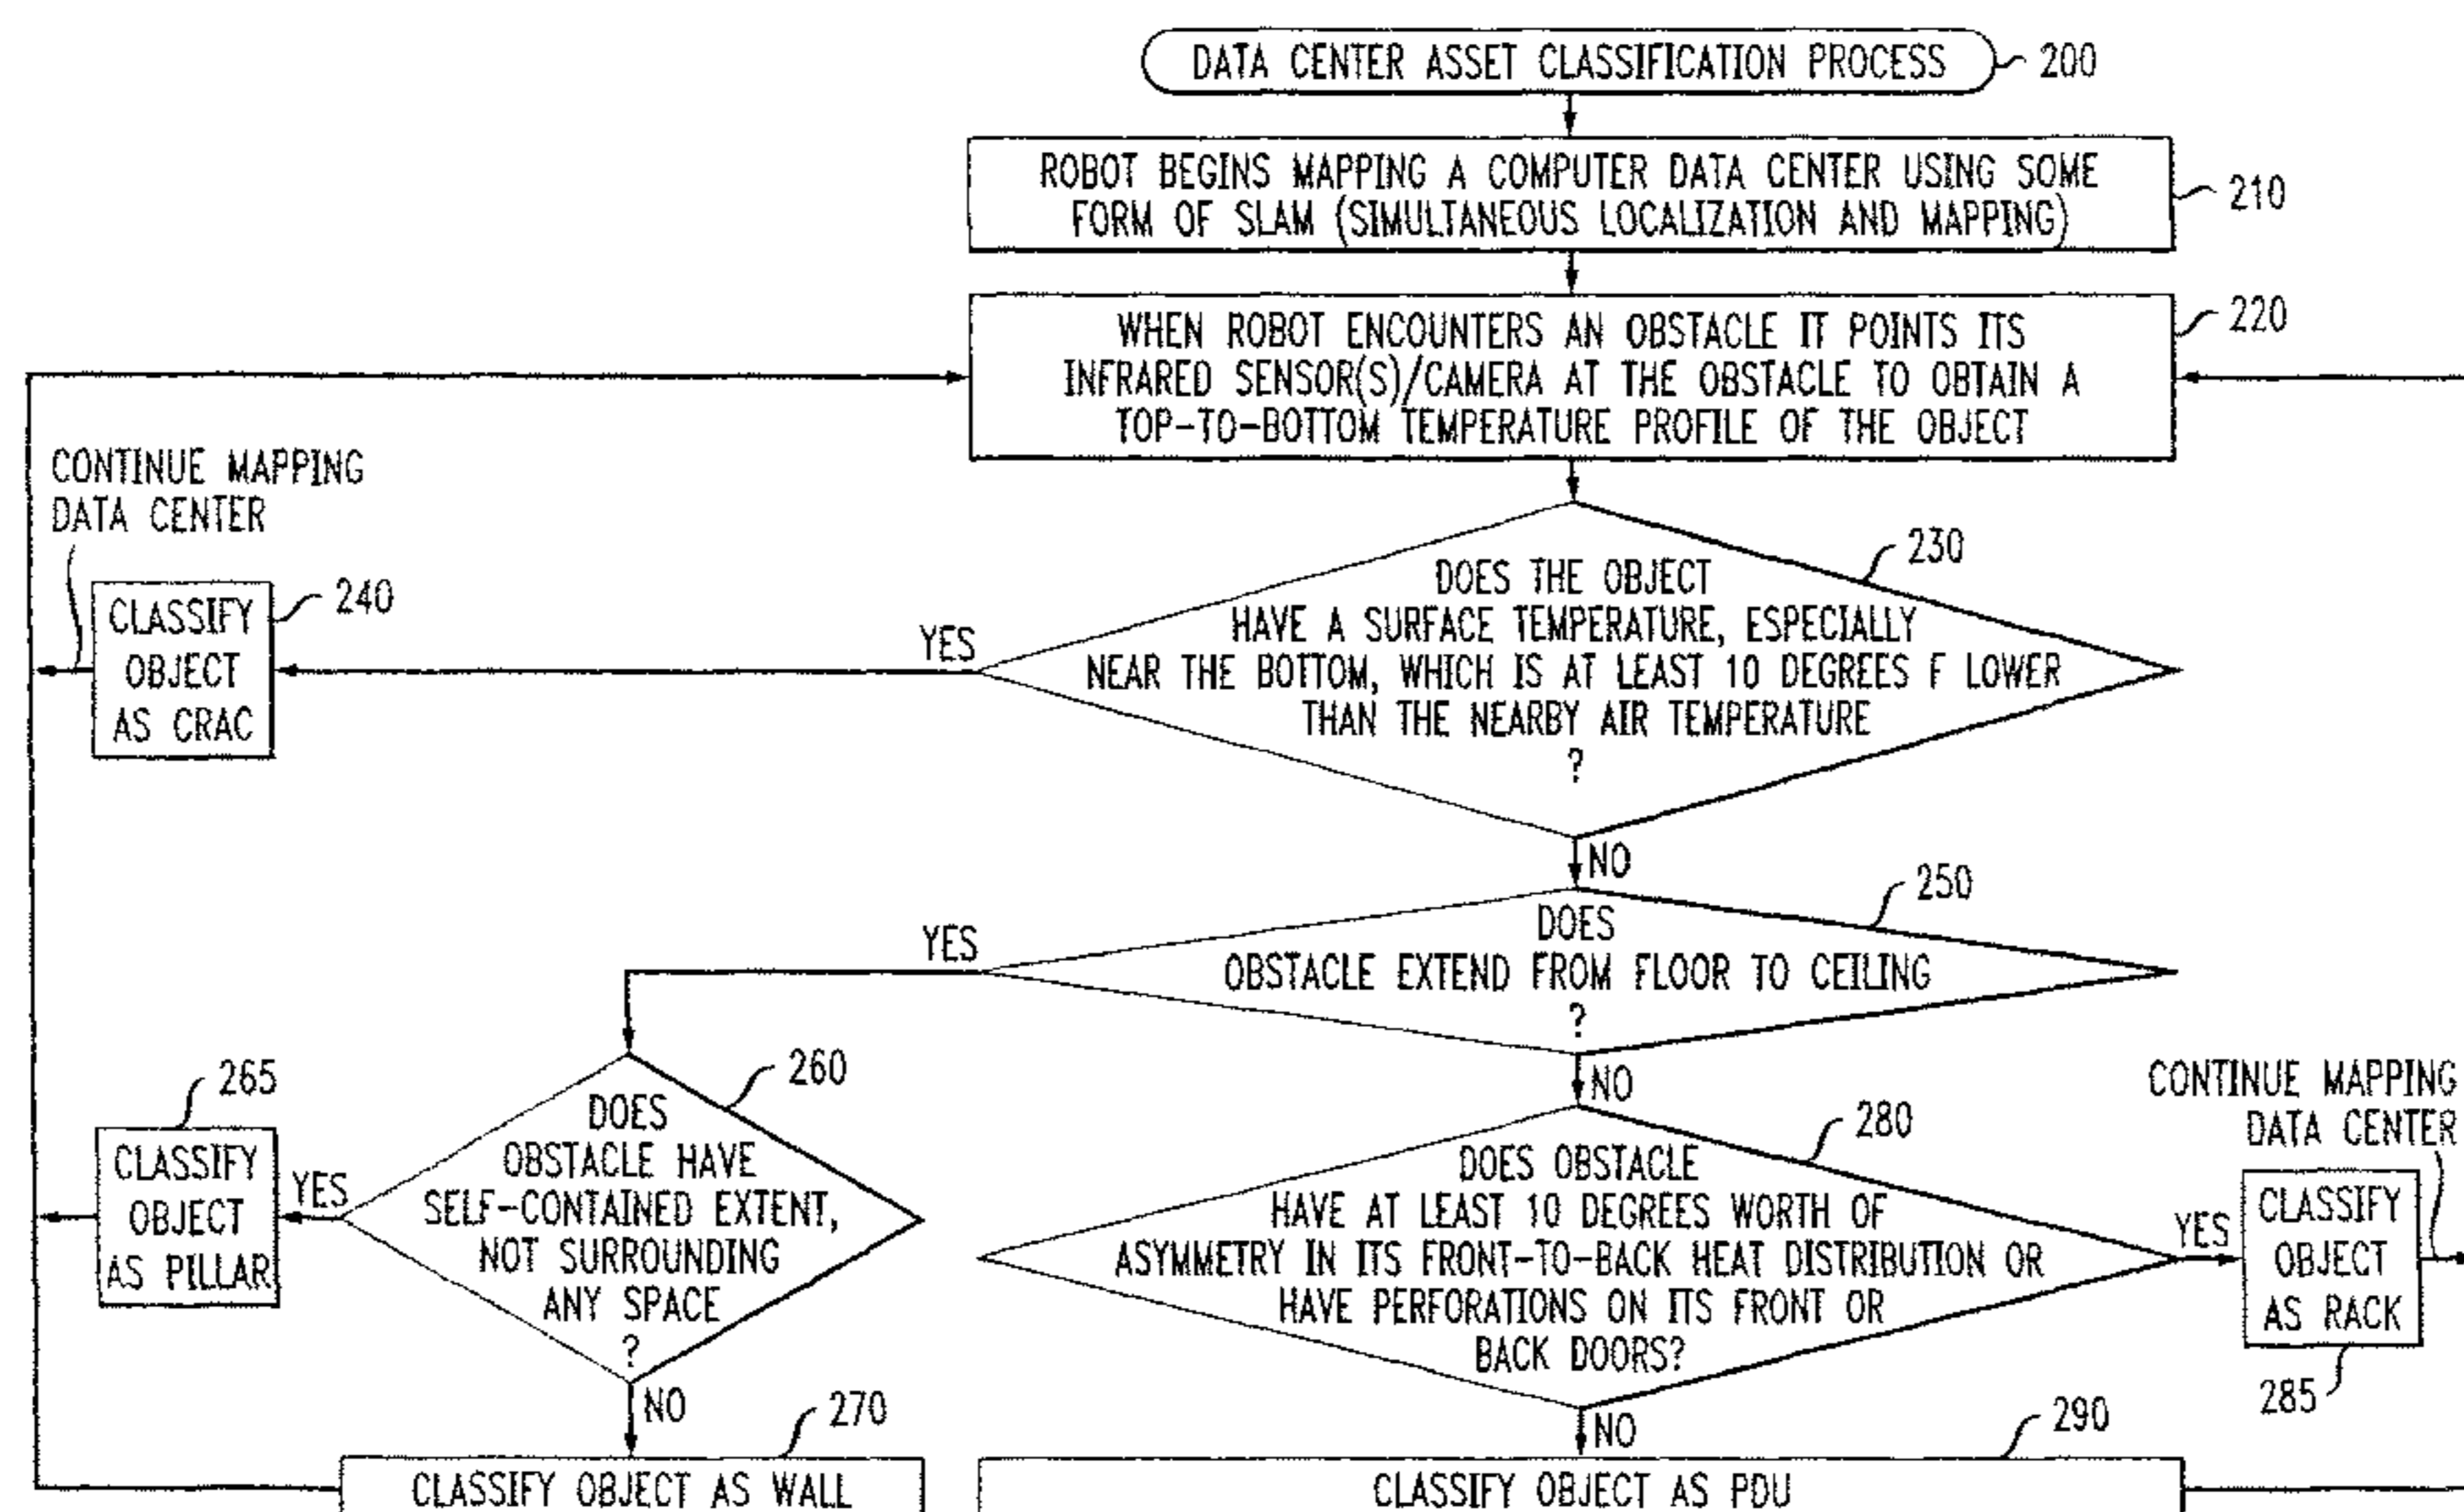 DATA CENTER ASSET CLASSIFICATION PROCESS
200
ROBOT BEGINS MAPPING A COMPUTER DATA CENTER USING SOME
FORM OF SLAM (SIMULTANEOUS LOCALIZATION AND MAPPING)
210
WHEN ROBOT ENCOUNTERS AN OBSTACLE IT POINTS ITS
INFRARED SENSOR(S)/CAMERA AT THE OBSTACLE TO OBTAIN A
TOP-TO-BOTTOM TEMPERATURE PROFILE OF THE OBJECT
220
CONTINUE MAPPING
DATA CENTER
DOES THE OBJECT
HAVE A SURFACE TEMPERATURE, ESPECIALLY
NEAR THE BOTTOM, WHICH IS AT LEAST 10 DEGREES F LOWER
THAN THE NEARBY AIR TEMPERATURE
?
230
YES
CLASSIFY
OBJECT
AS CRAC
240
NO
DOES
OBSTACLE EXTEND FROM FLOOR TO CEILING
?
250
YES
NO
DOES
OBSTACLE HAVE
SELF-CONTAINED EXTENT,
NOT SURROUNDING
ANY SPACE
?
260
YES
CLASSIFY
OBJECT
AS PILLAR
265
NO
CLASSIFY OBJECT AS WALL
270
DOES OBSTACLE
HAVE AT LEAST 10 DEGREES WORTH OF
ASYMMETRY IN ITS FRONT-TO-BACK HEAT DISTRIBUTION OR
HAVE PERFORATIONS ON ITS FRONT OR
BACK DOORS?
280
YES
CONTINUE MAPPING
DATA CENTER
CLASSIFY
OBJECT
AS RACK
285
NO
CLASSIFY OBJECT AS PDU
290